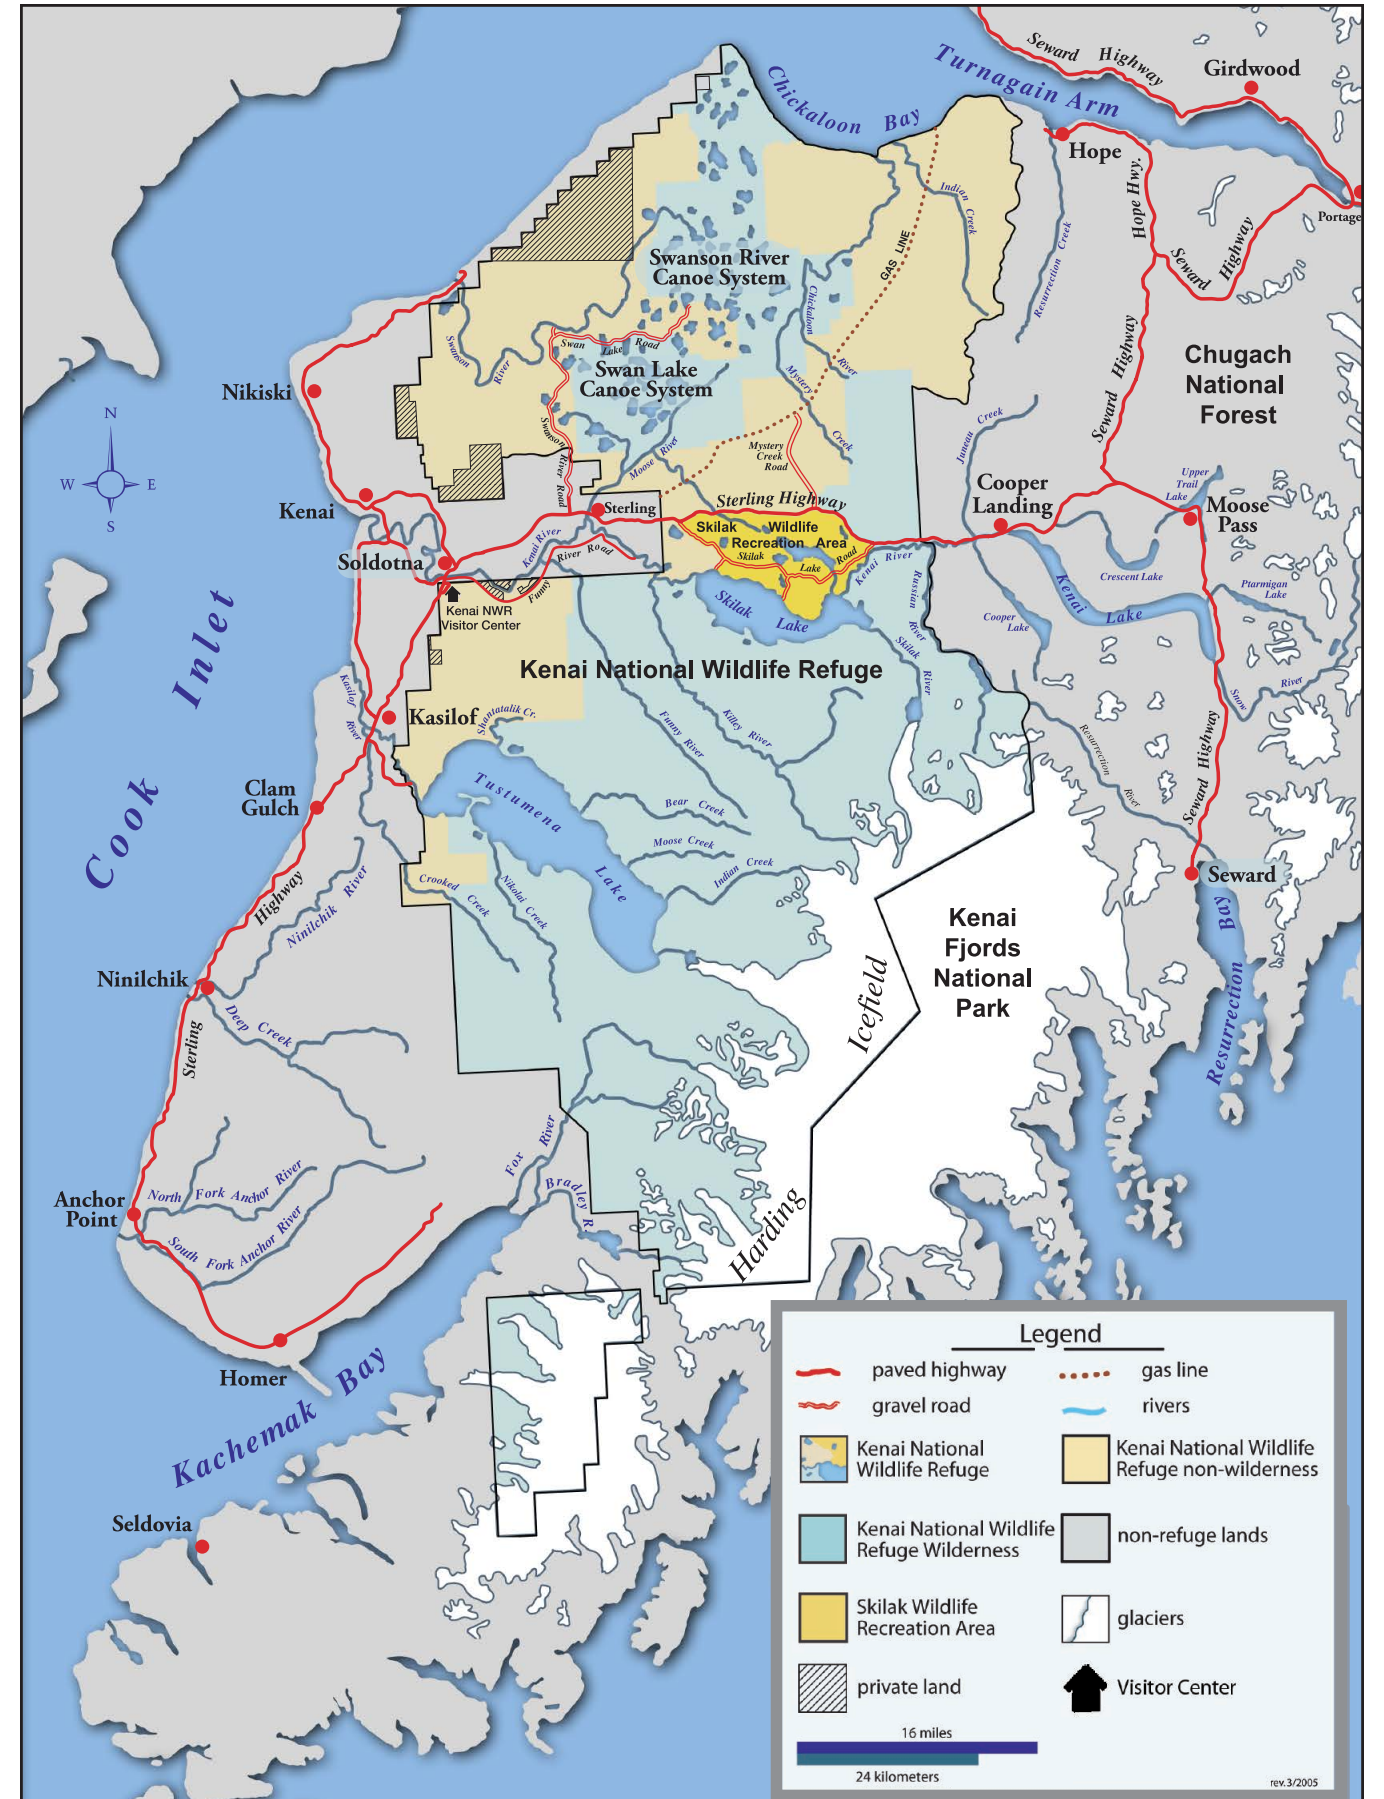 Seward Highway
Girdwood
Turnagain Arm
Chickaloon Bay
Hope
Portage
Hope Hwy.
Indian Creek
Resurrection Creek
Seward Highway
GAS LINE
Swanson River
Canoe System
Chickaloon
River
Swanson
River
Swan Lake Road
Swan Lake
Canoe System
Seward Highway
Chugach
National
Forest
Nikiski
Mystery
Creek
Juneau Creek
N
W E
S
Swanson
River Road
Moose River
Mystery
Creek
Road
Upper
Trail
Lake
Cooper
Landing
Moose
Pass
Kenai
Sterling
Sterling Highway
Skilak Wildlife
Recreation Area
Skilak Lake Road
Soldotna
Kenai River
River Road
Funny
Kenai River
Russian River
Crescent Lake
Kenai Lake
Ptarmigan
Lake
Kenai NWR
Visitor Center
Skilak
Lake
Cooper
Lake
Skilak
River
Cook Inlet
Kenai National Wildlife Refuge
Kasilof
River
Kasilof
Shantatalik Cr.
Funny River
Killey River
Snow River
Resurrection
River
Seward Highway
Clam
Gulch
Tustumena
Lake
Bear Creek
Moose Creek
Indian Creek
Crooked
Creek
Nikolai Creek
Seward
Highway
Ninilchik River
Kenai
Fjords
National
Park
Resurrection Bay
Ninilchik
Deep Creek
Sterling
Icefield
Harding
Fox River
Bradley R.
Anchor
Point
North Fork Anchor River
South Fork Anchor River
Homer
Kachemak Bay
Seldovia
Legend
paved highway
gas line
gravel road
rivers
Kenai National
Wildlife Refuge
Kenai National Wildlife
Refuge non-wilderness
Kenai National Wildlife
Refuge Wilderness
non-refuge lands
Skilak Wildlife
Recreation Area
glaciers
private land
Visitor Center
16 miles
24 kilometers
rev.3/2005